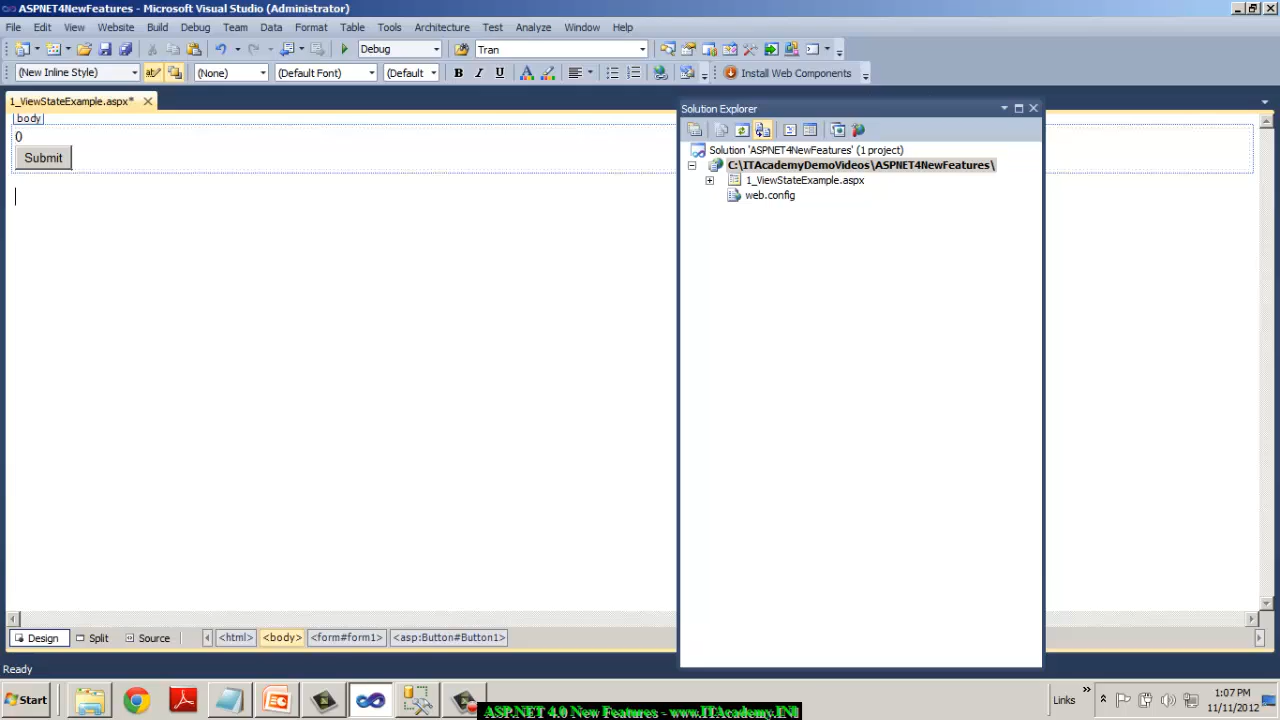 ASPNET4NewFeatures - Microsoft Visual Studio (Administrator)
File Edit View Website Build Debug Team Data Format Table Tools Architecture Test Analyze Window Help
Debug Tran
(New Inline Style) (None) (Default Font) (Default B I U A Install Web Components
1_ViewStateExample.aspx*
body
()
Submit
Solution Explorer
Solution 'ASPNET4NewFeatures' (1 project)
C:\ITAcademyDemoVideos\ASPNET4NewFeatures\
1_ViewStateExample.aspx
web.config
Design Split Source <html> <body> <form#form1> <asp:Button#Button1>
Ready
Start Links 1:07 PM
11/11/2012
ASP.NET 4.0 New Features - www.ITAcademy.INI